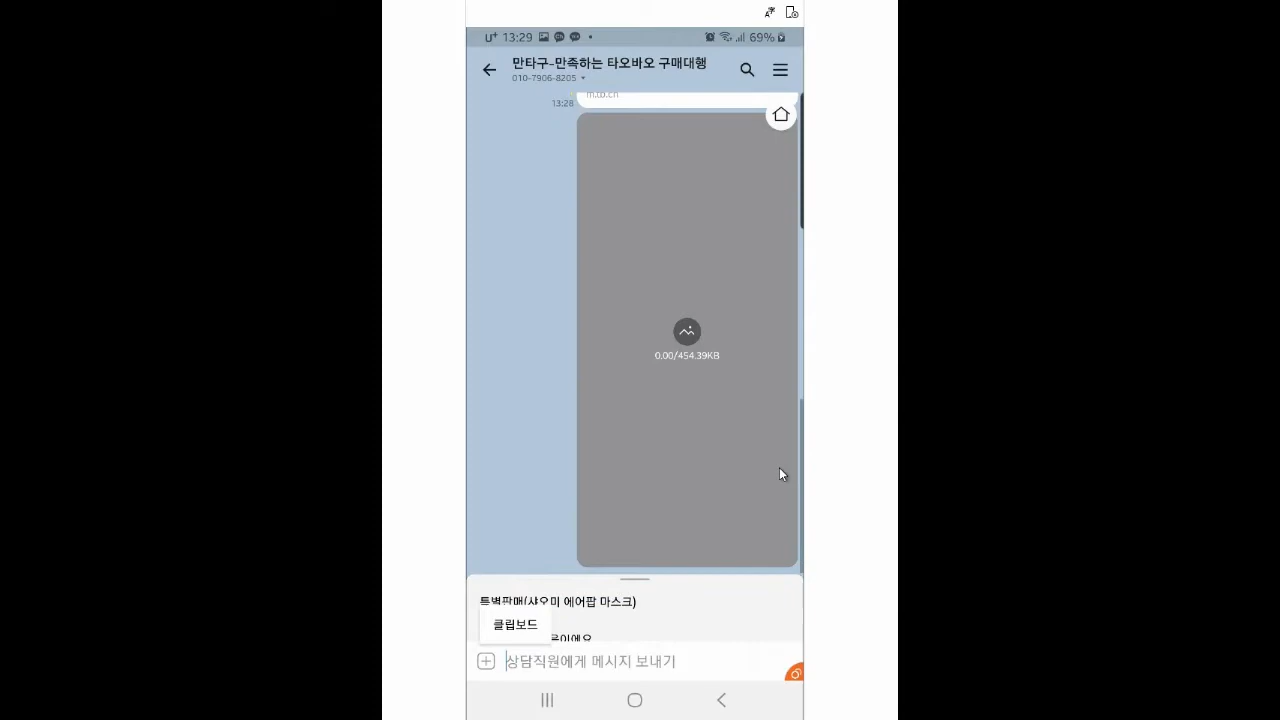 U+ 13:29
69%
만타구-만족하는 타오바오 구매대행
010-7906-8205
m.tb.cn
13:28
0.00/454.39KB
특별판매(샤오미 에어팝 마스크)
클립보드
상담직원에게 메시지 보내기